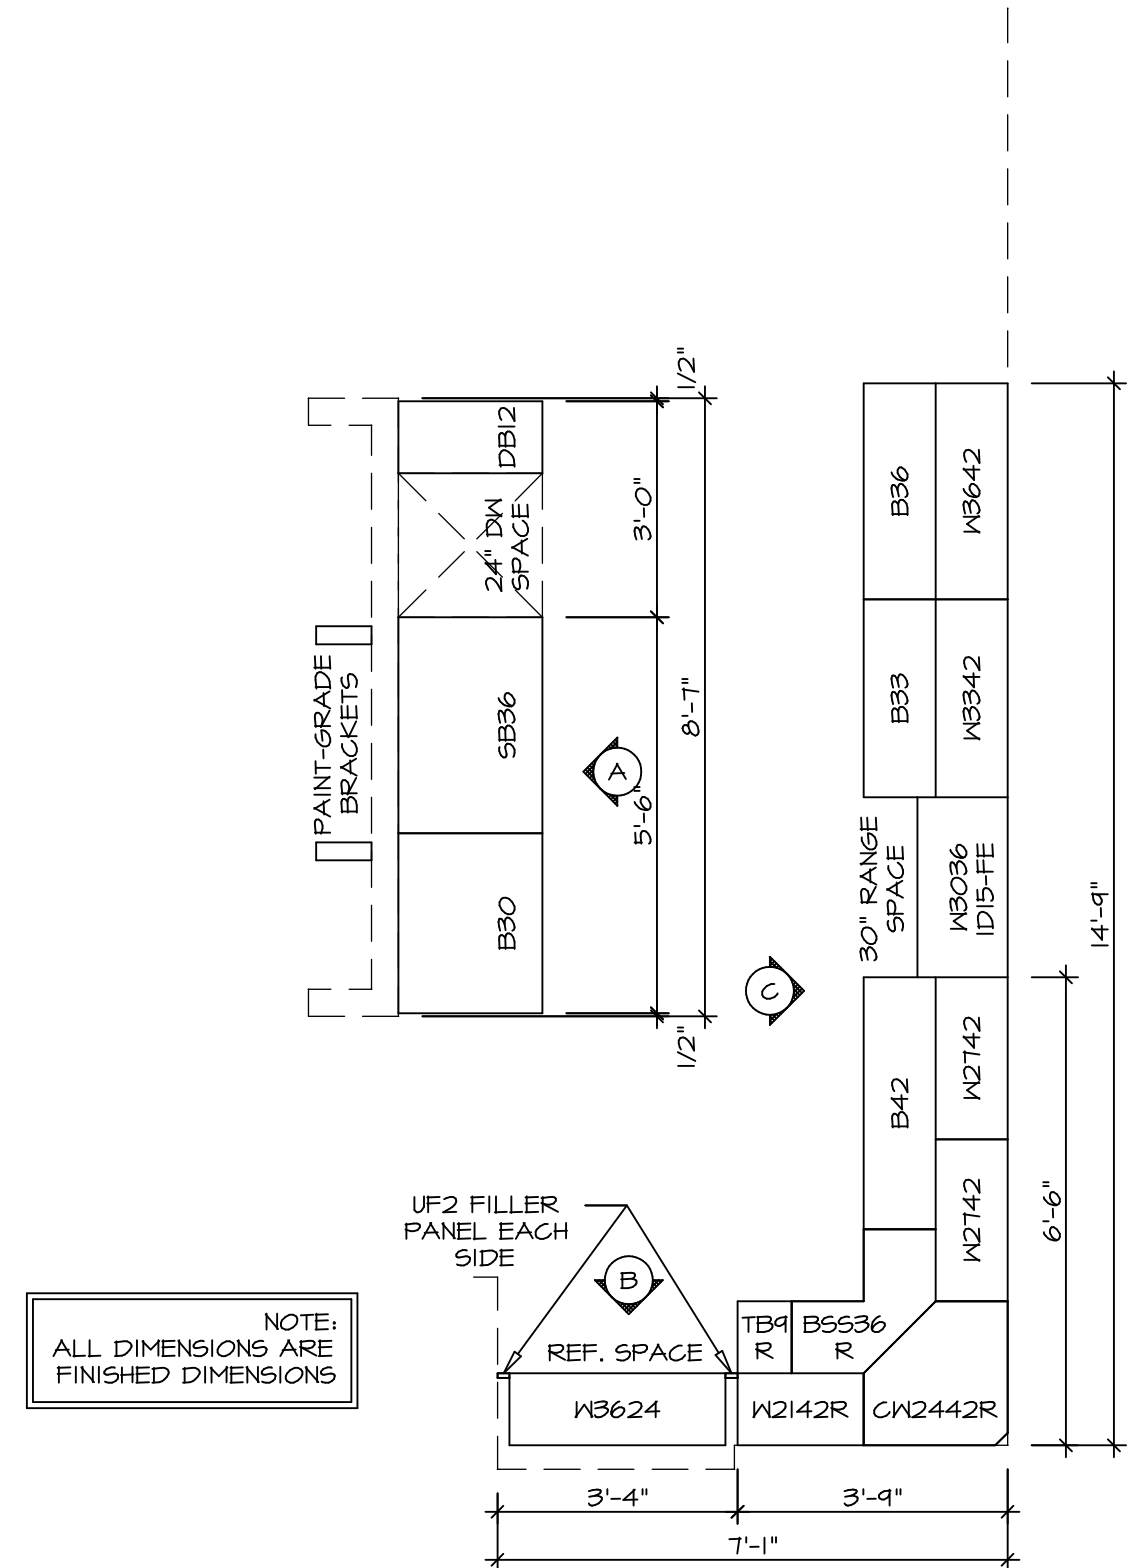 1/2"
DB12
24" DW
SPACE
3'-0"
B36
W3642
PAINT-GRADE
BRACKETS
SB36
8'-7"
A
5'-6"
B33
W3342
30" RANGE
SPACE
W3036
1D15-FE
14'-9"
B30
C
1/2"
B42
W2742
W2742
6'-6"
UF2 FILLER
PANEL EACH
SIDE
B
NOTE:
ALL DIMENSIONS ARE
FINISHED DIMENSIONS
REF. SPACE
TB9
R
BSS36
R
W3624
W2142R
CW2442R
3'-4"
3'-9"
7'-1"